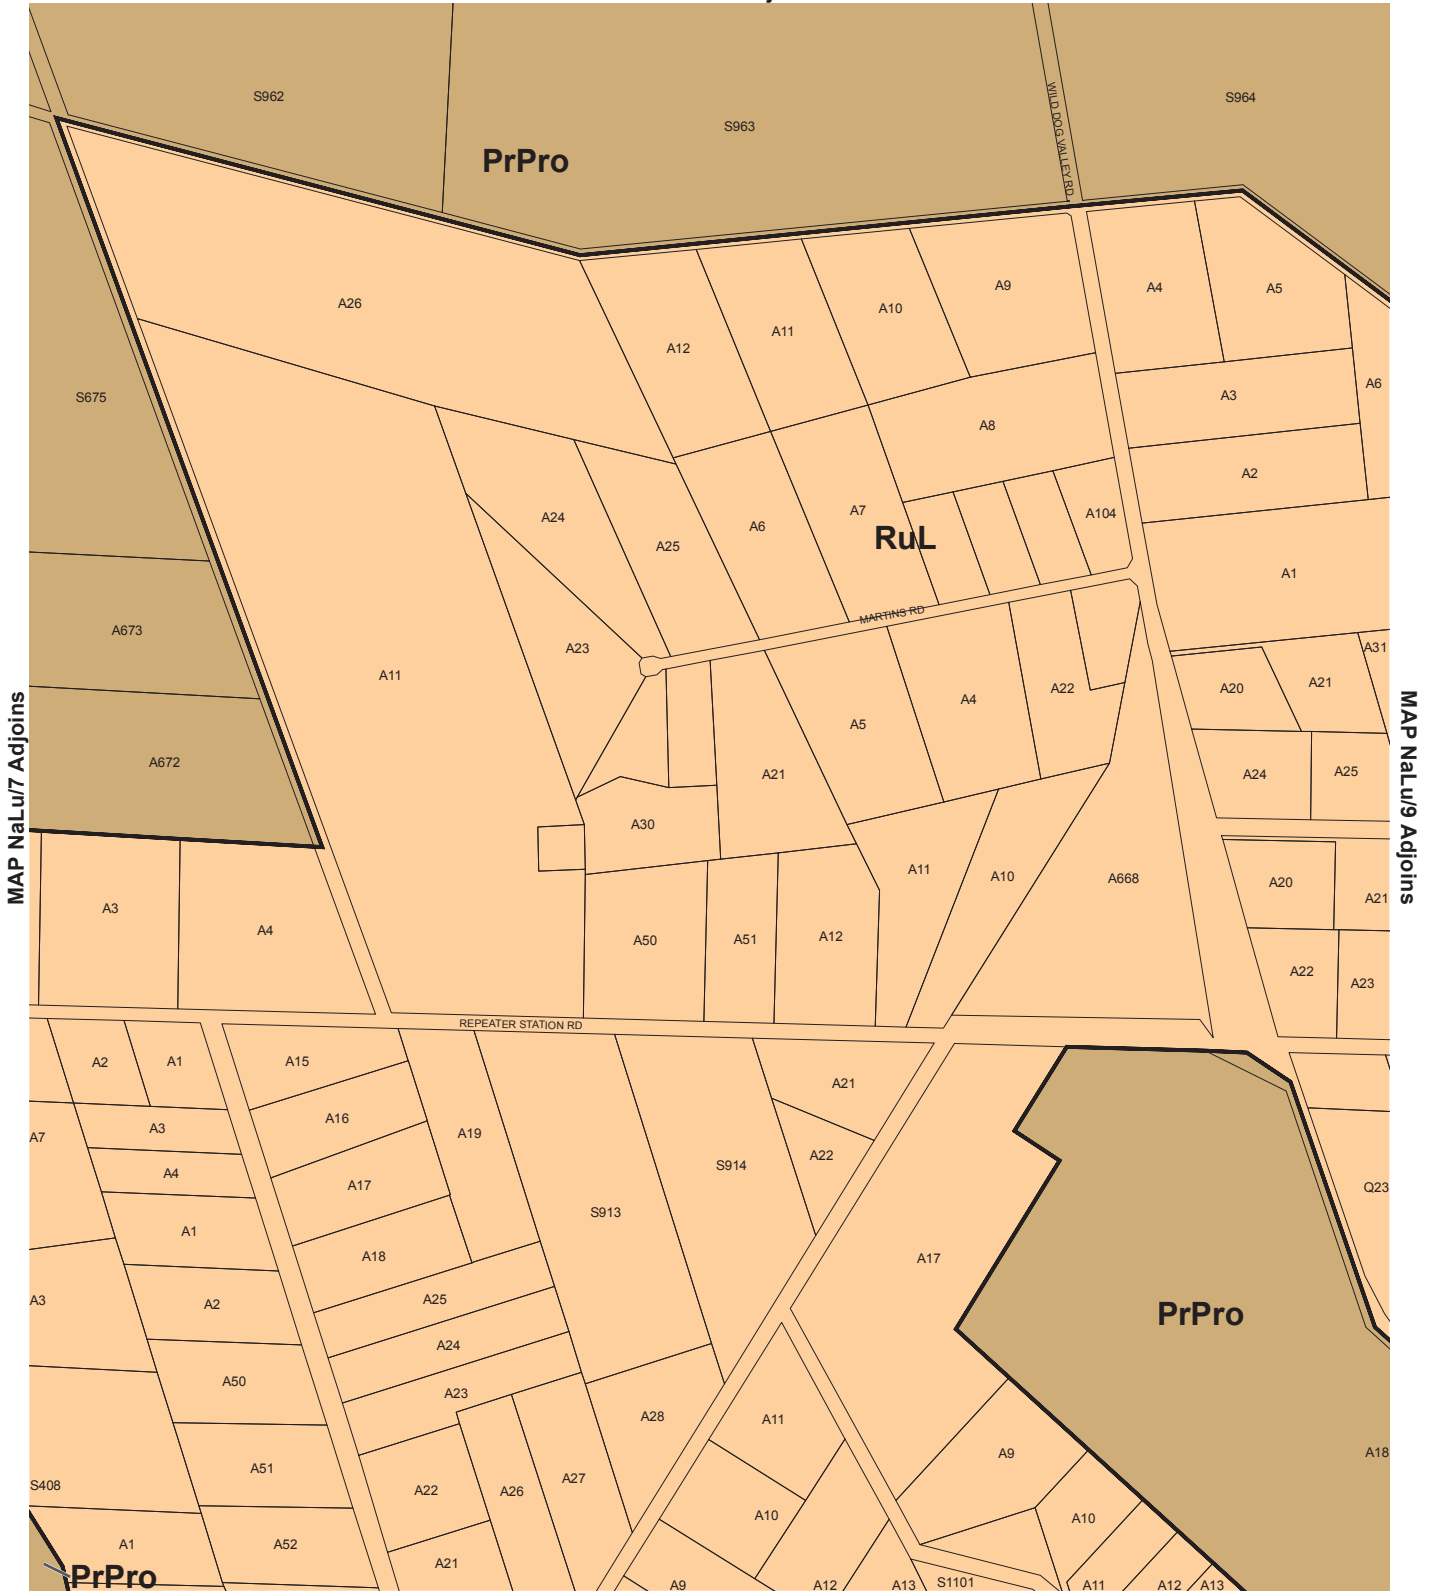 S962
S963
S964
PrPro
WILD DOG VALLEY RD
A26
A12
A11
A10
A9
A4
A5
A6
S675
A3
A8
A2
A24
A25
A6
A7
A104
RuL
A1
A673
A11
A23
MARTINS RD
A31
A22
A20
A21
A4
A5
MAP NaLu/7 Adjoins
MAP NaLu/9 Adjoins
A672
A21
A24
A25
A30
A11
A10
A668
A20
A21
A3
A4
A50
A51
A12
A22
A23
REPEATER STATION RD
A2
A1
A15
A21
A16
A7
A3
A19
A22
S914
A4
A17
Q23
S913
A1
A18
A17
A3
A2
A25
PrPro
A24
A50
A23
A28
A11
A9
A18
A51
A27
S408
A22
A26
A10
A10
A1
A52
A21
PrPro
A9
A12
A13
S1101
A11
A12
A13